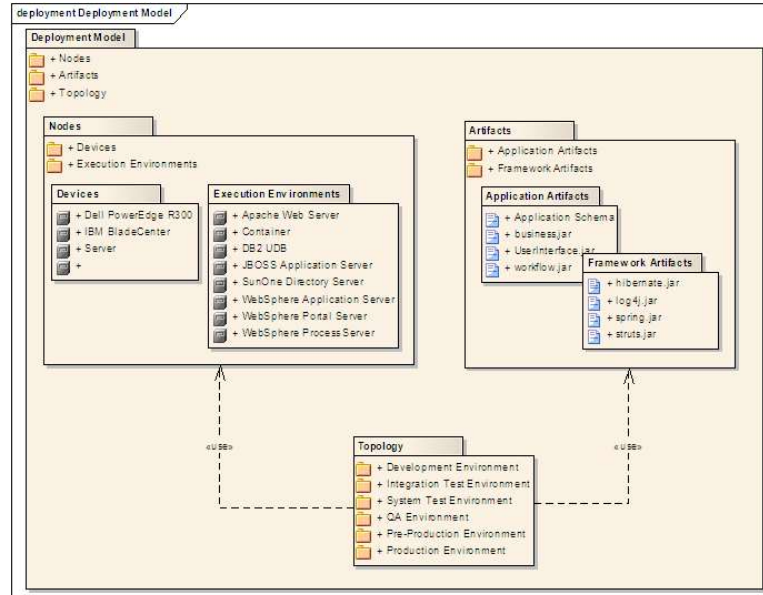 deployment Deployment Model
Deployment Model
+ Nodes
+ Artifacts
+ Topology
Nodes
+ Devices
+ Execution Environments
Devices
+ Dell PowerEdge R300
+ IBM BladeCenter
+ Server
+
Execution Environments
+ Apache Web Server
+ Container
+ DB2 UDB
+ JBOSS Application Server
+ SunOne Directory Server
+ WebSphere Application Server
+ WebSphere Portal Server
+ WebSphere Process Server
Artifacts
+ Application Artifacts
+ Framework Artifacts
Application Artifacts
+ Application Schema
+ business.jar
+ UserInterface.jar
+ workflow.jar
Framework Artifacts
+ hibernate.jar
+ log4j.jar
+ spring.jar
+ struts.jar
«use»
«use»
Topology
+ Development Environment
+ Integration Test Environment
+ System Test Environment
+ QA Environment
+ Pre-Production Environment
+ Production Environment